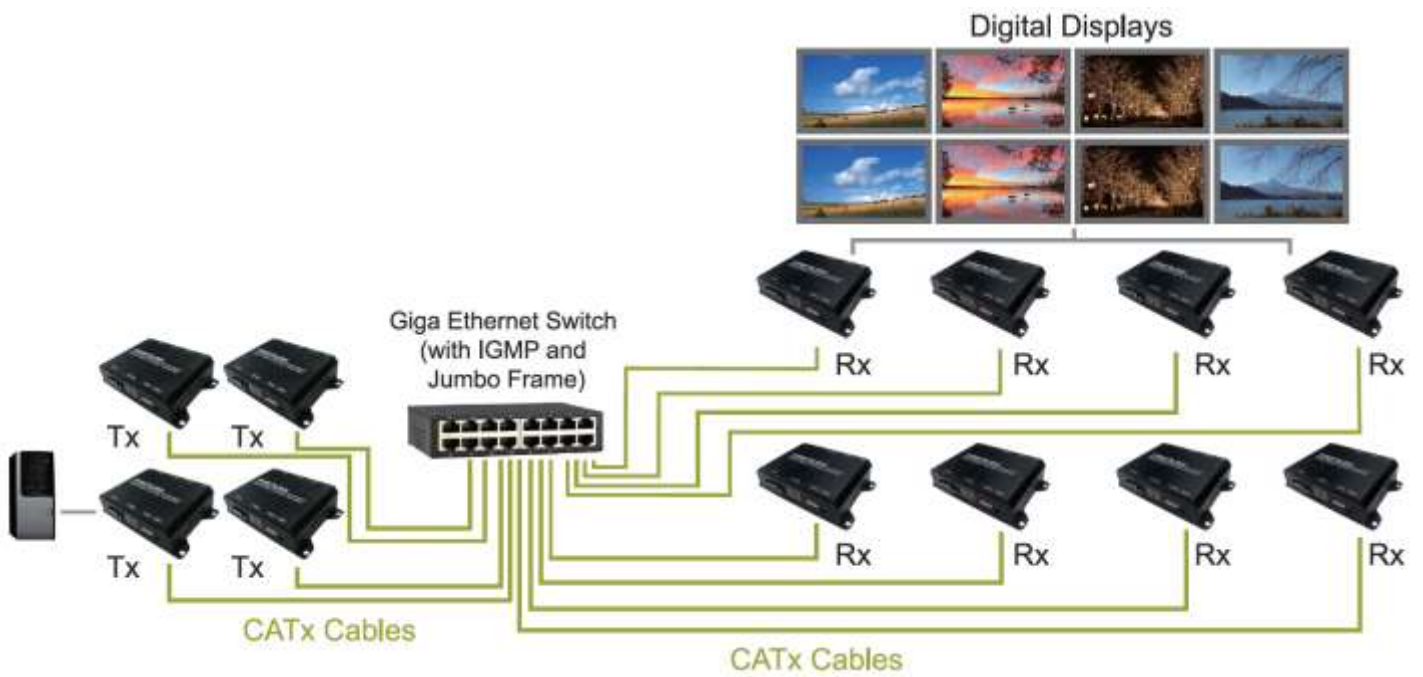 Digital Displays
Giga Ethernet Switch
(with IGMP and
Jumbo Frame)
Rx Rx Rx Rx
Tx Tx
Tx Tx
Rx Rx Rx Rx
CATx Cables
CATx Cables